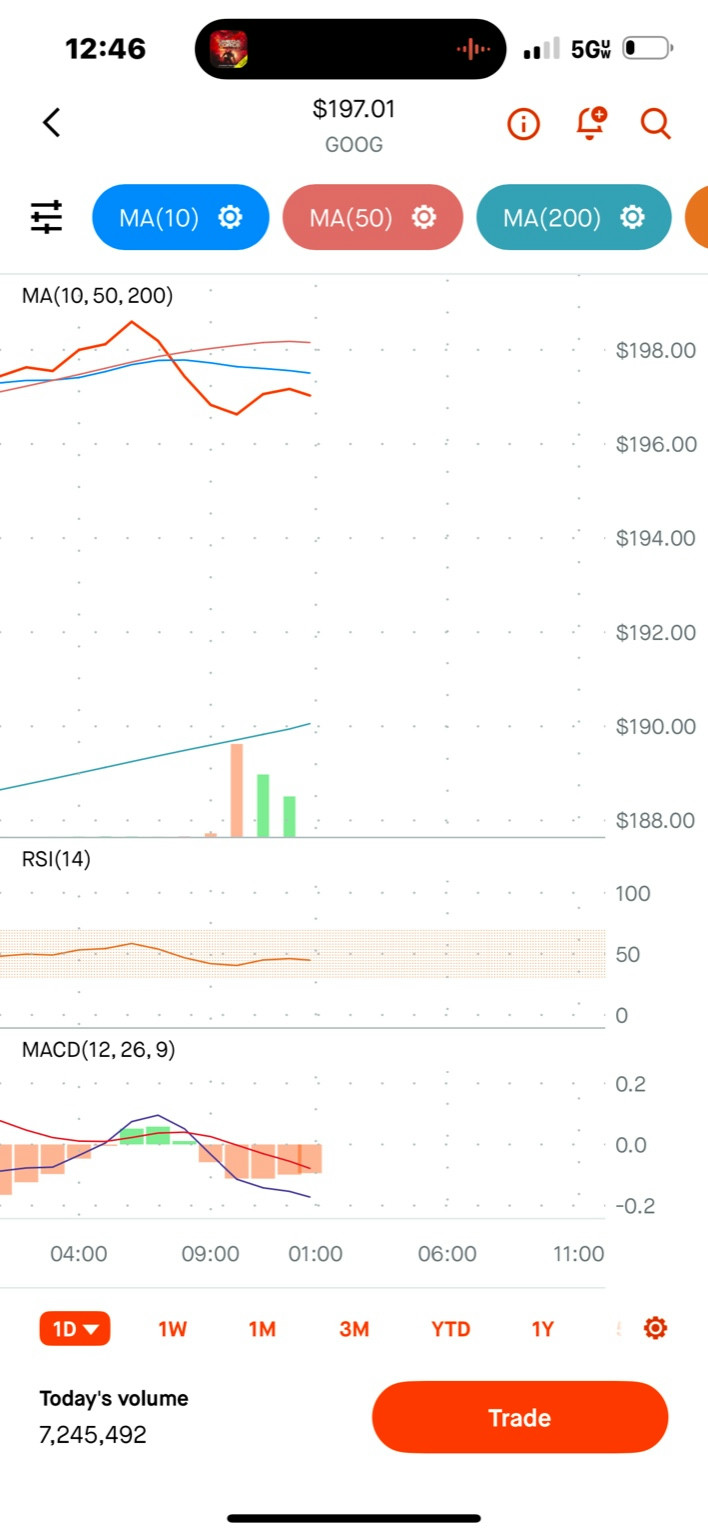 12:46
5GUW
$197.01
GOOG
MA(10)
MA(50)
MA(200)
MA(10, 50, 200)
$198.00
$196.00
$194.00
$192.00
$190.00
$188.00
RSI(14)
100
50
0
MACD(12, 26, 9)
0.2
0.0
-0.2
04:00 09:00 01:00 06:00 11:00
1D 1W 1M 3M YTD 1Y
Today's volume
7,245,492
Trade